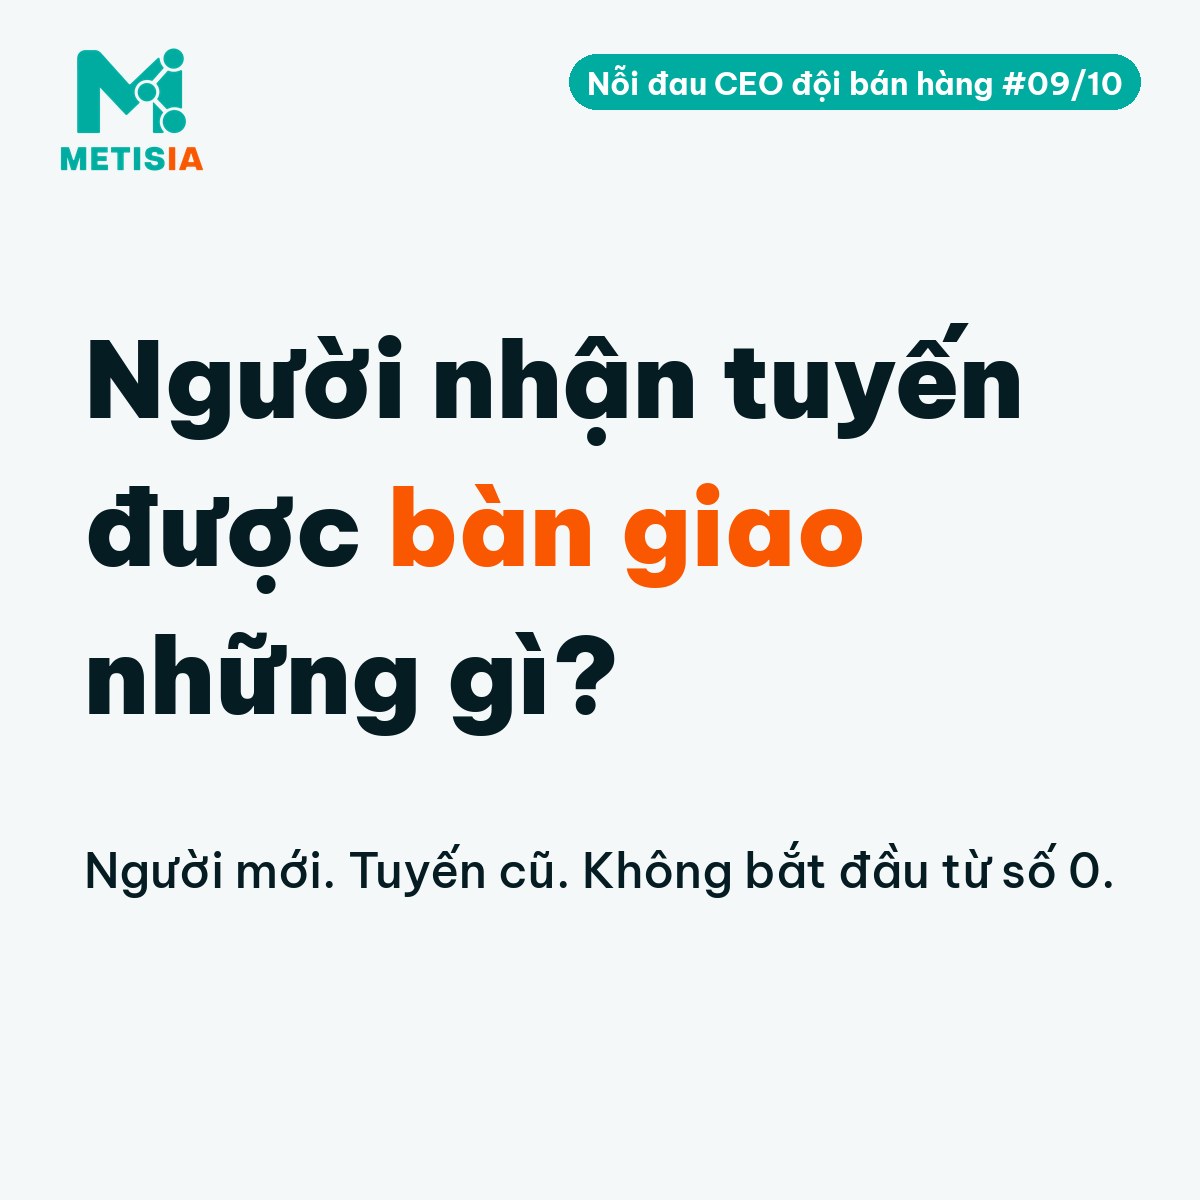 METISIA
Nỗi đau CEO đội bán hàng #09/10
Người nhận tuyến
được bàn giao
những gì?
Người mới. Tuyến cũ. Không bắt đầu từ số 0.